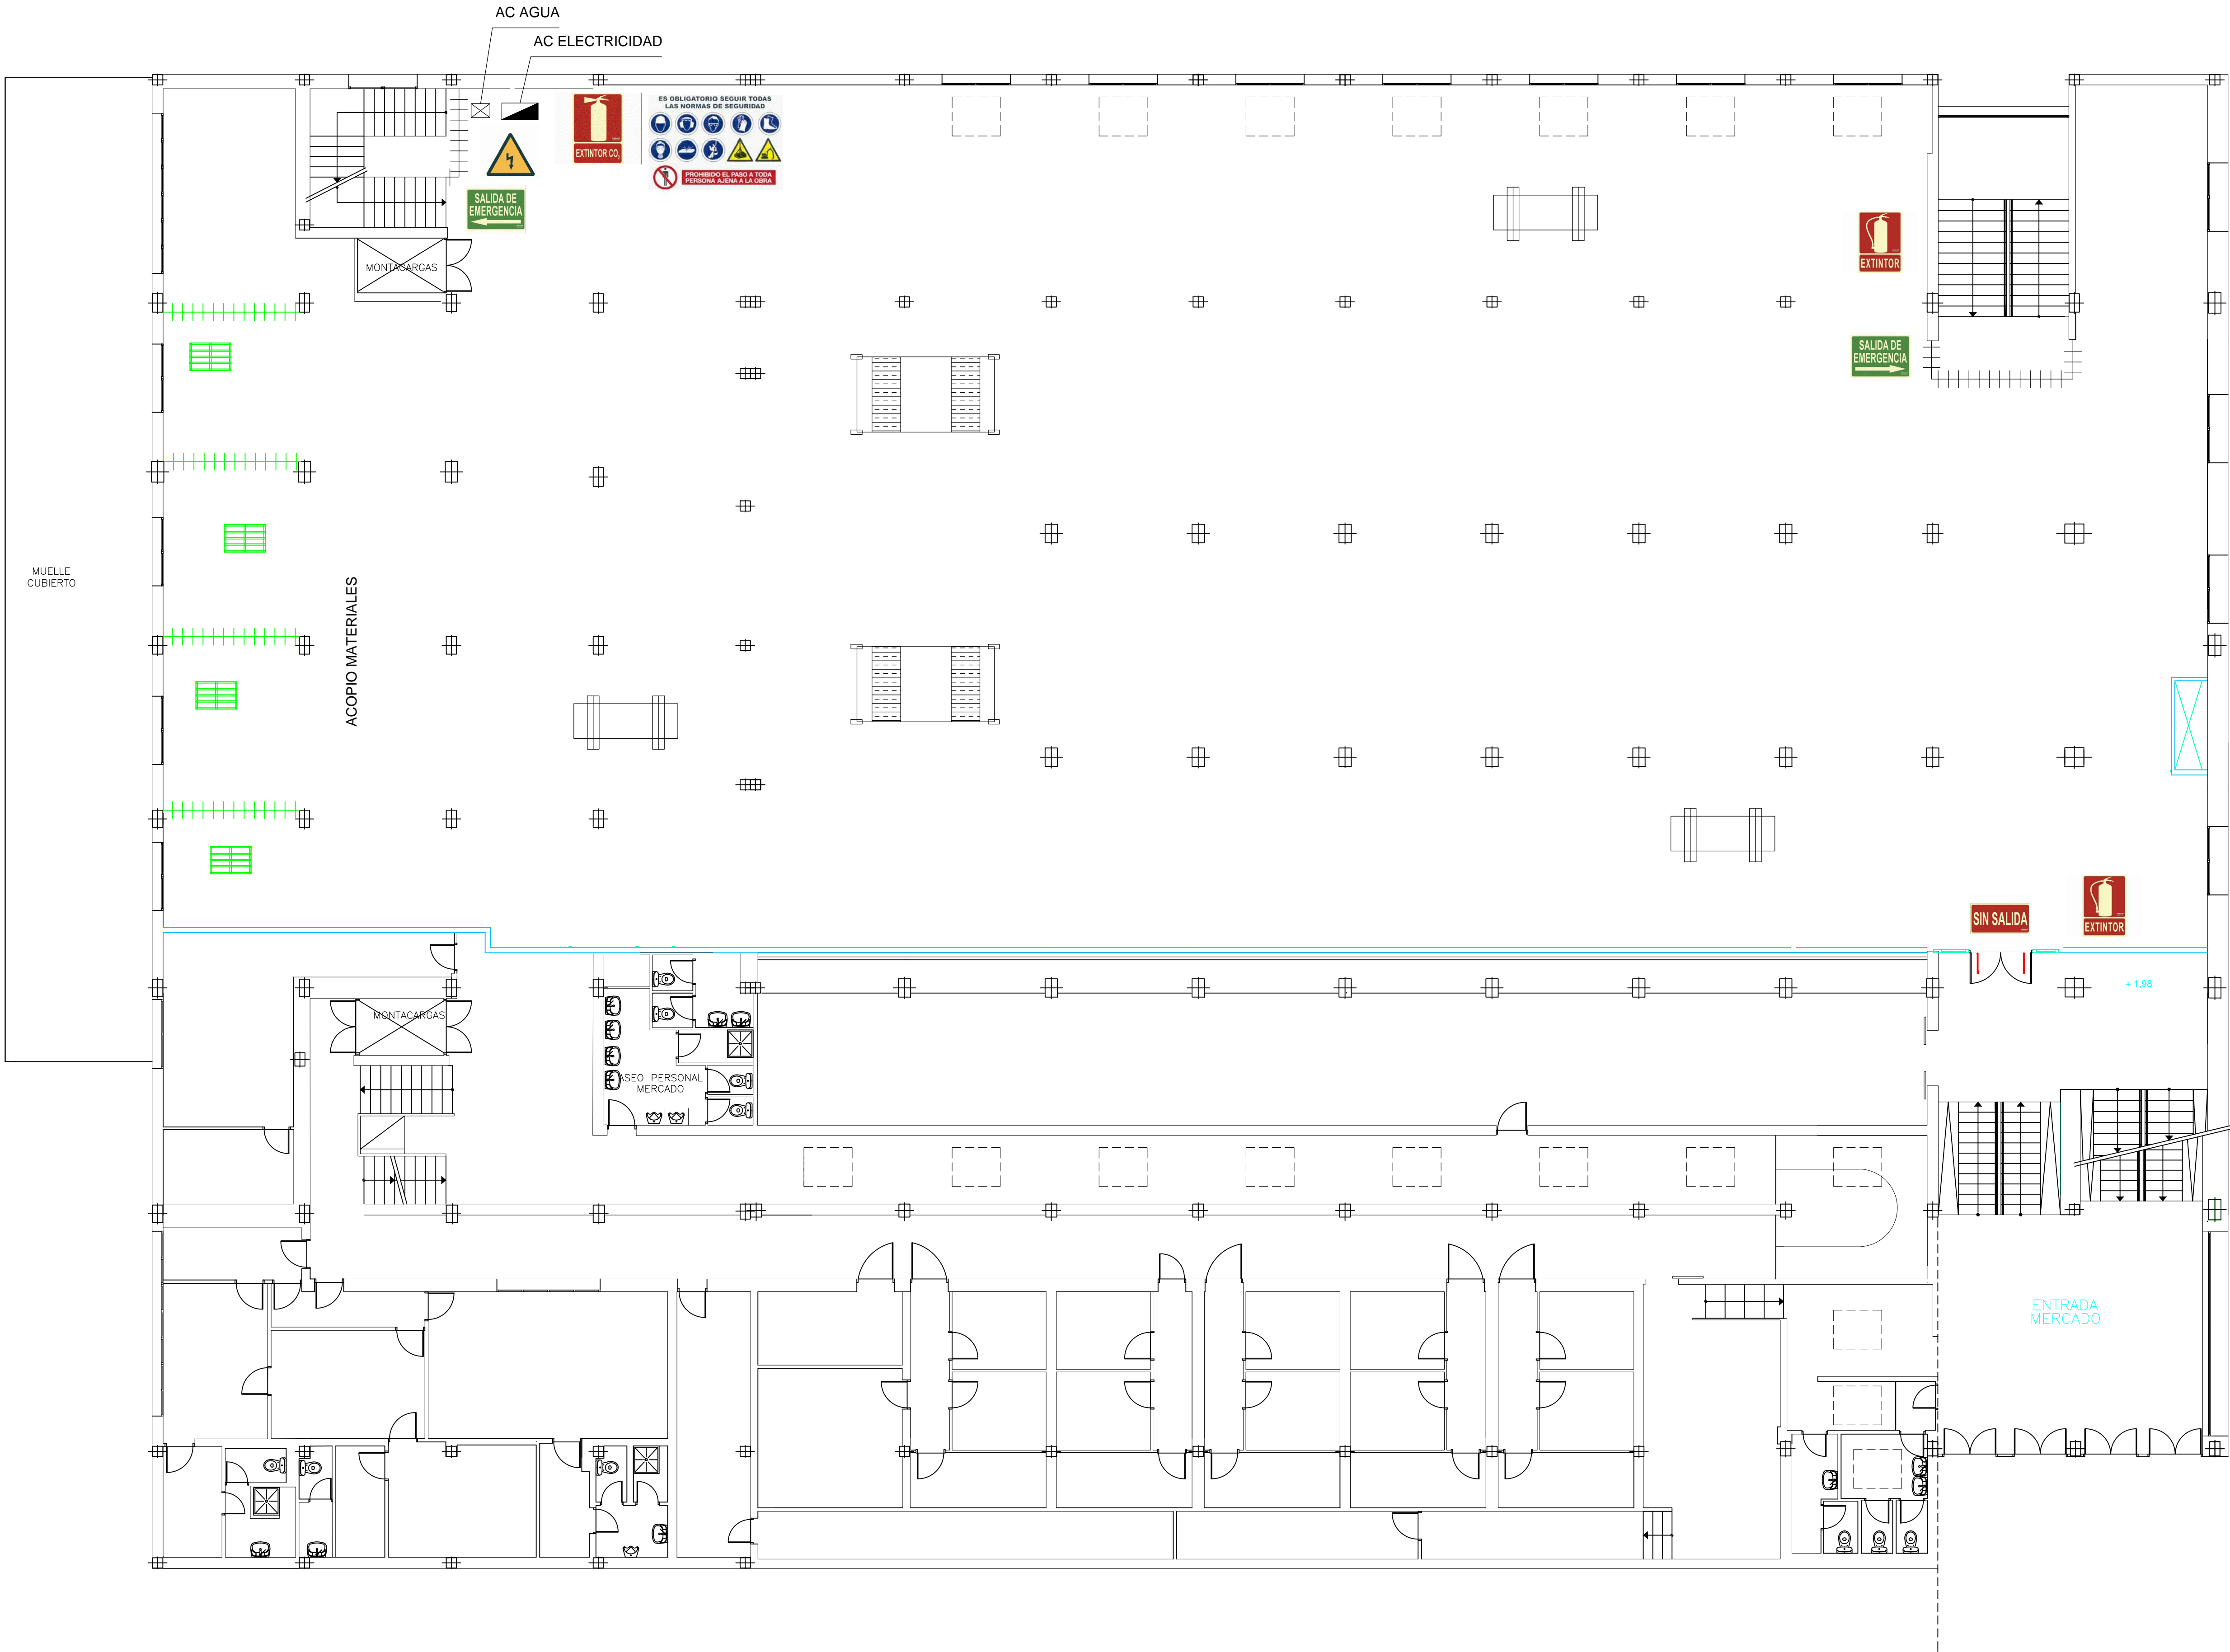 AC AGUA
AC ELECTRICIDAD
ES OBLIGATORIO SEGUIR TODAS
LAS NORMAS DE SEGURIDAD
EXTINTOR CO2
PROHIBIDO EL PASO A TODA
PERSONA AJENA A LA OBRA
SALIDA DE
EMERGENCIA
MONTACARGAS
EXTINTOR
SALIDA DE
EMERGENCIA
MUELLE
CUBIERTO
ACOPIO MATERIALES
SIN SALIDA
EXTINTOR
+ 1.98
MONTACARGAS
ASEO PERSONAL
MERCADO
ENTRADA
MERCADO